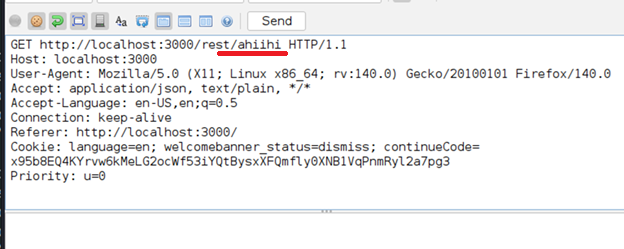 Send
GET http://localhost:3000/rest/ahiihi HTTP/1.1
Host: localhost:3000
User-Agent: Mozilla/5.0 (X11; Linux x86_64; rv:140.0) Gecko/20100101 Firefox/140.0
Accept: application/json, text/plain, */*
Accept-Language: en-US,en;q=0.5
Connection: keep-alive
Referer: http://localhost:3000/
Cookie: language=en; welcomebanner_status=dismiss; continueCode=
x95b8EQ4KYrvw6kMeLG2ocWf53iYQtBysxXFQmfly0XNB1VqPnmRyl2a7pg3
Priority: u=0